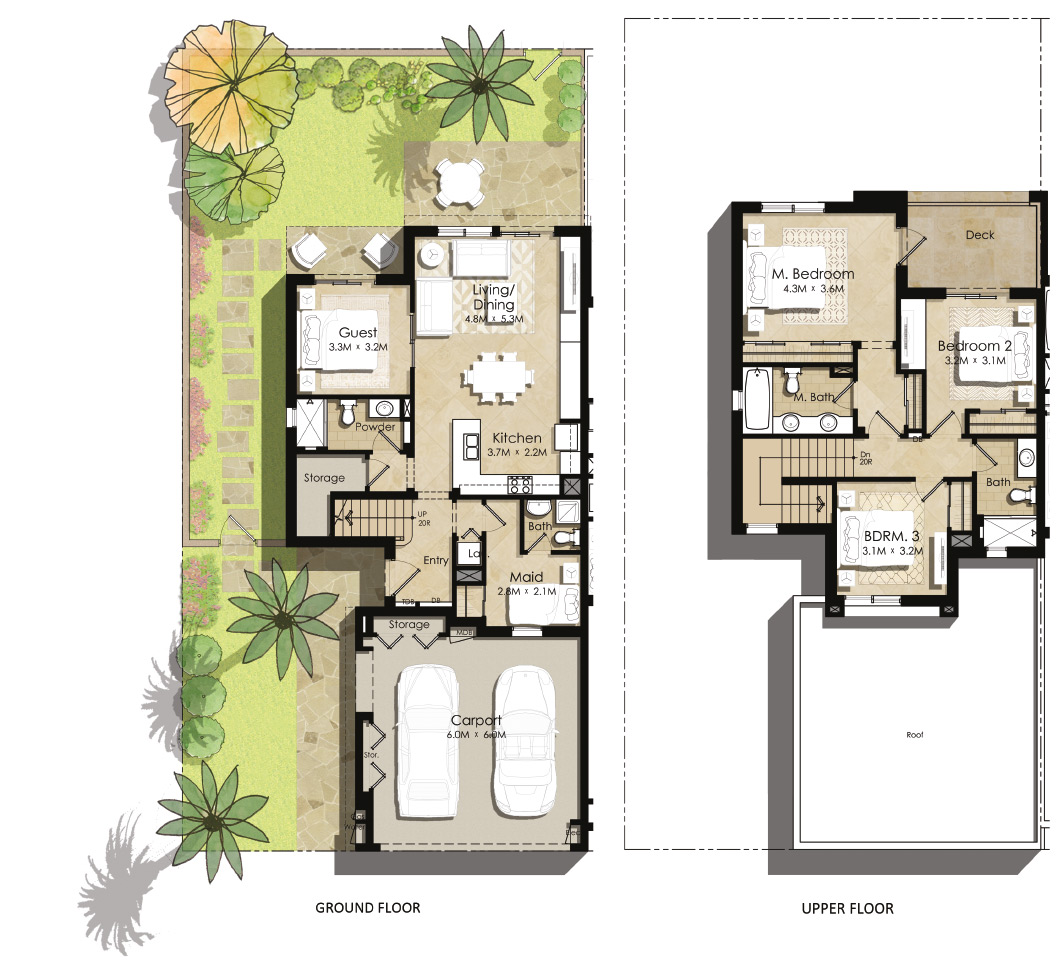 Living/
Dining
4.8M x 5.3M
Guest
3.3M x 3.2M
Powder
Kitchen
3.7M x 2.2M
Storage
UP
20R
Bath
Entry
Maid
2.8M x 2.1M
DB
Storage
MDB
Carport
6.0M x 6.0M
Stor.
GROUND FLOOR
Deck
M. Bedroom
4.3M x 3.6M
Bedroom 2
3.2M x 3.1M
M. Bath
DB
Dn
20R
Bath
BDRM. 3
3.1M x 3.2M
Roof
UPPER FLOOR